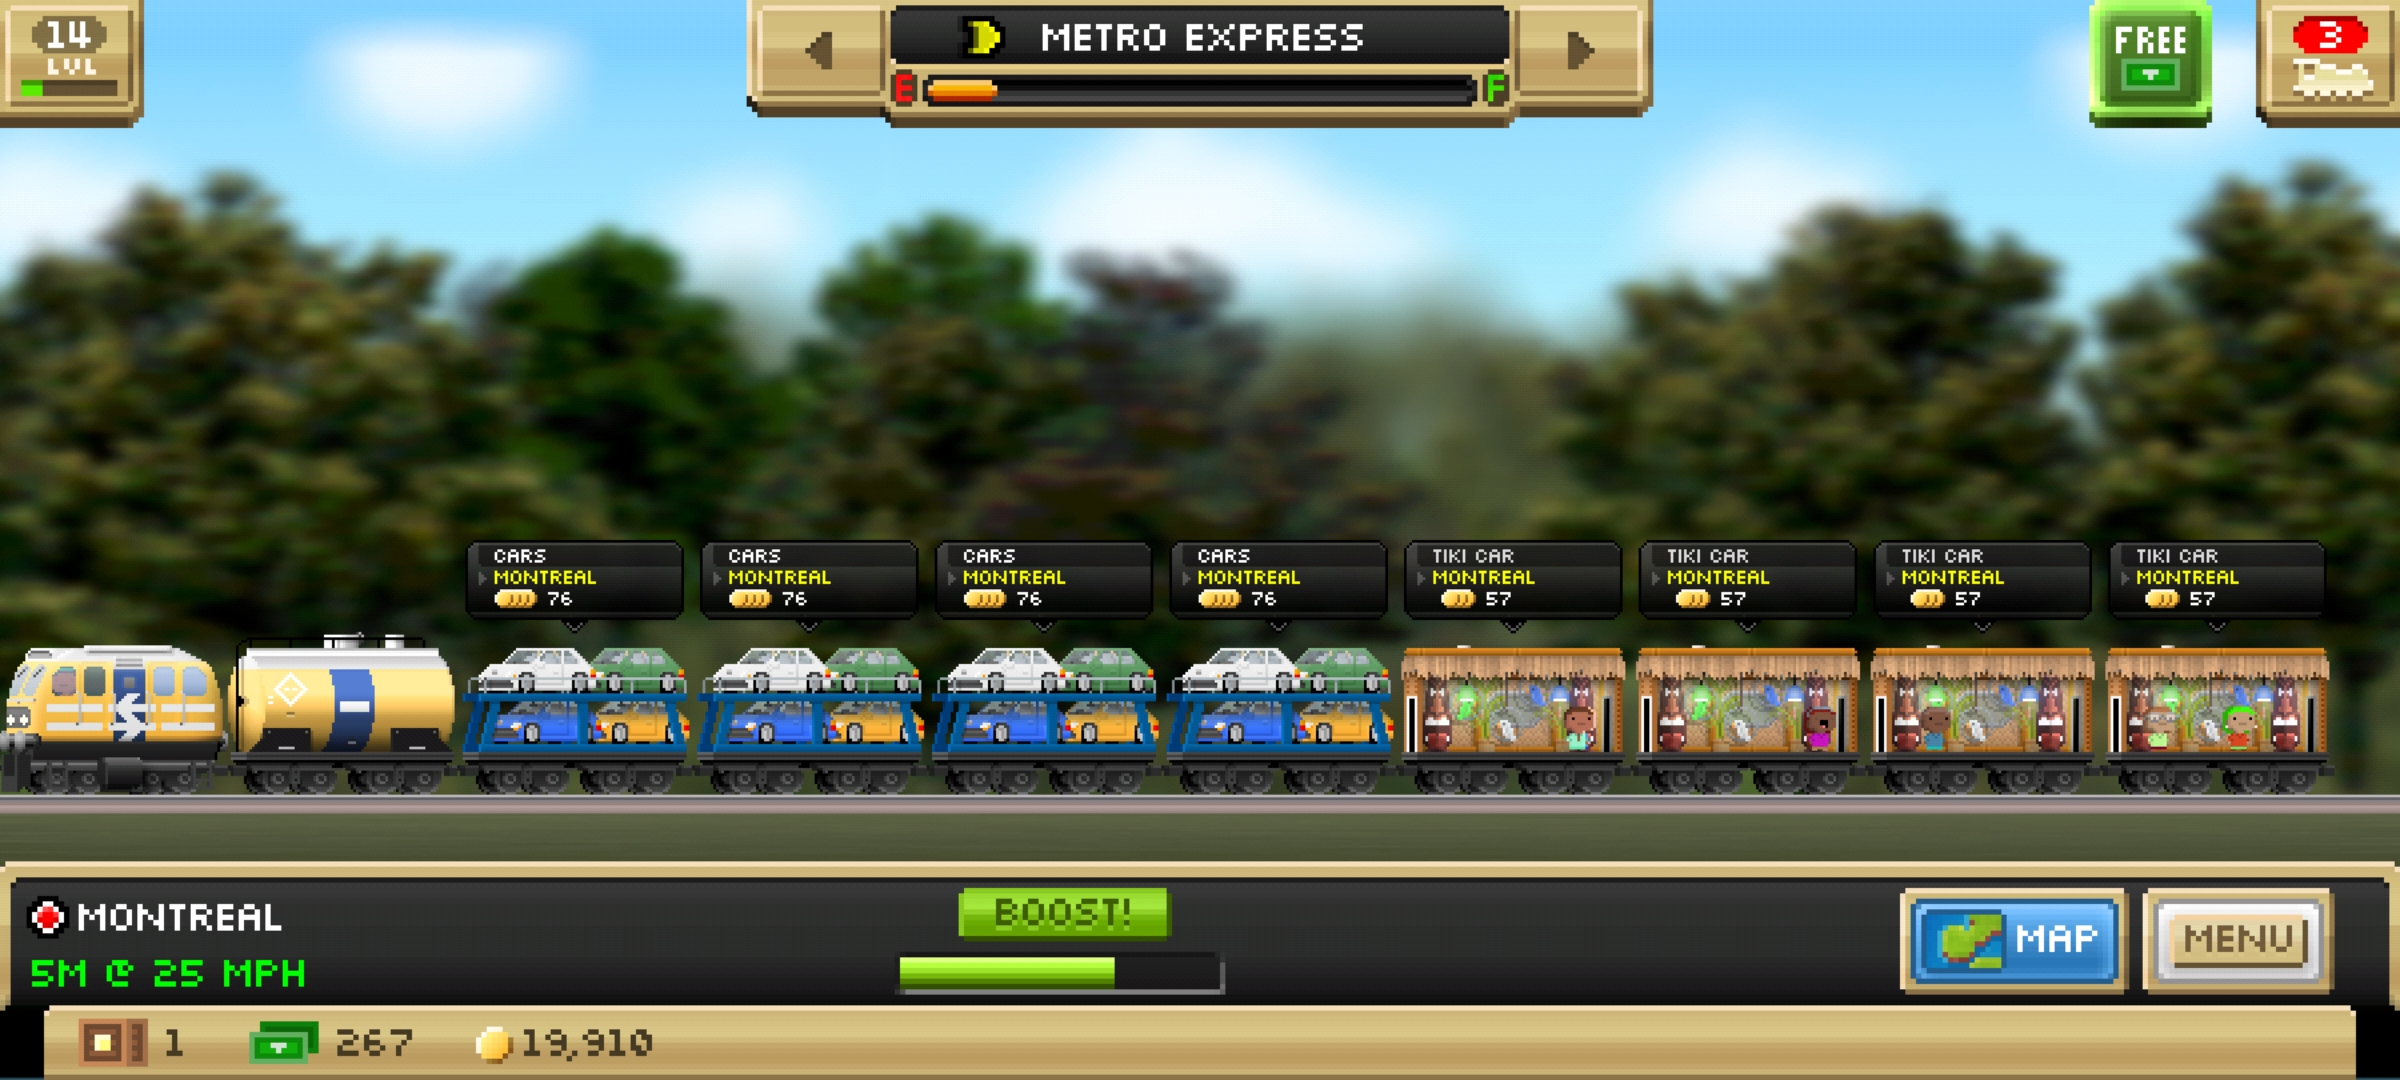 14
LVL
METRO EXPRESS
E F
FREE
3
CARS
MONTREAL
76
CARS
MONTREAL
76
CARS
MONTREAL
76
CARS
MONTREAL
76
TIKI CAR
MONTREAL
57
TIKI CAR
MONTREAL
57
TIKI CAR
MONTREAL
57
TIKI CAR
MONTREAL
57
MONTREAL
5M @ 25 MPH
BOOST!
MAP
MENU
1 267 19,910